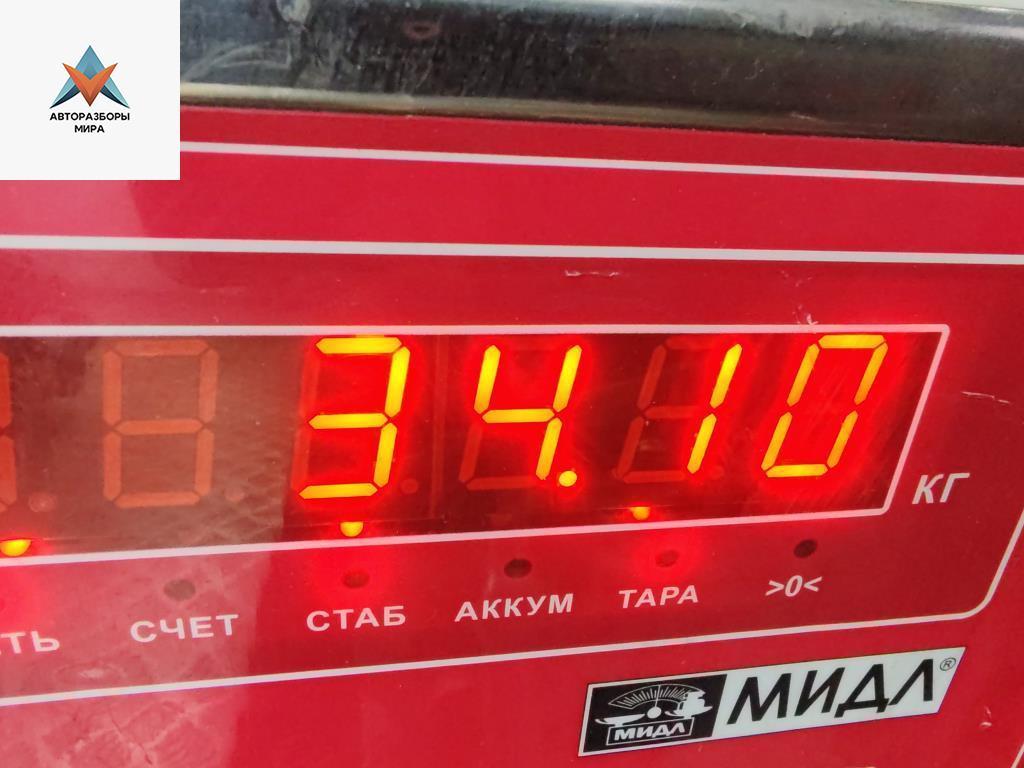 АВТОРАЗБОРЫ
МИРА
34.10
КГ
СЧЕТ СТАБ АККУМ ТАРА >0<
МИДЛ МИДЛ®